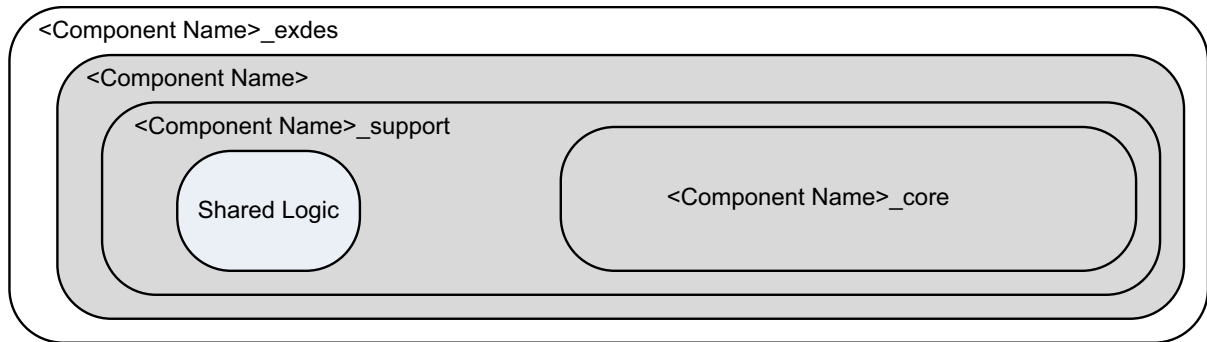 <Component Name>_exdes
<Component Name>
<Component Name>_support
Shared Logic
<Component Name>_core